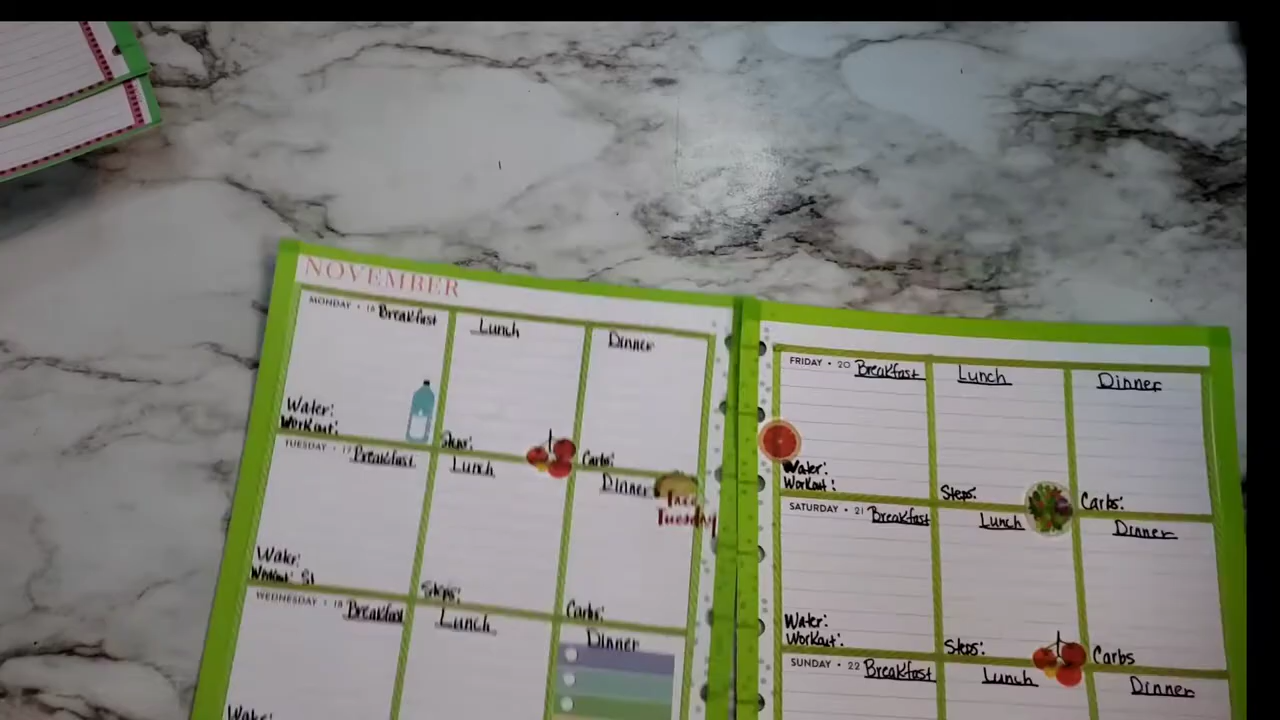 NOVEMBER
MONDAY • 16 Breakfast
Lunch
Dinner
Water:
Workout:
Carbs:
TUESDAY • 17 Breakfast
Lunch
Dinner
Taco
Tuesday
Water:
Workout:
Steps:
Carbs:
WEDNESDAY • 18 Breakfast
Lunch
Dinner
Water:
FRIDAY • 20 Breakfast
Lunch
Dinner
Water:
Workout:
Steps:
Carbs:
SATURDAY • 21 Breakfast
Lunch
Dinner
Water:
Workout:
Steps:
Carbs
SUNDAY • 22 Breakfast
Lunch
Dinner